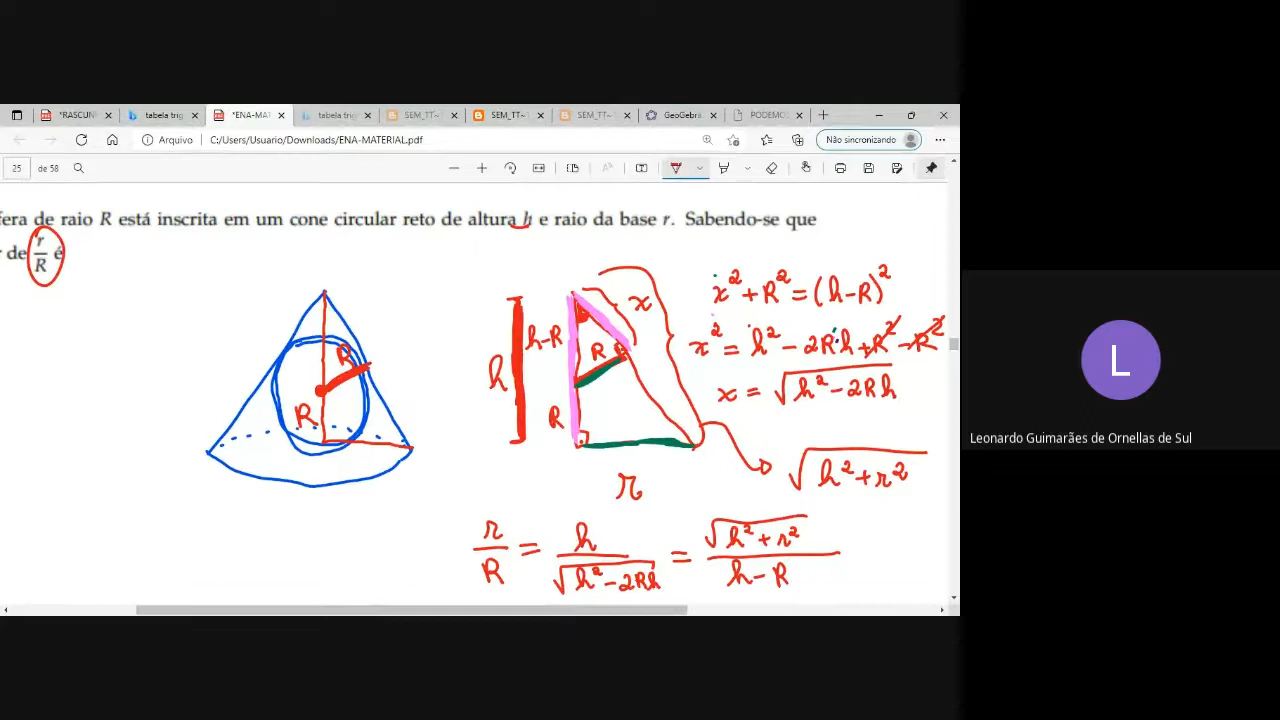 *RASCUN
tabela trig
*ENA-MAT
tabela trig
SEM_TT~
SEM_TT~
SEM_TT~
GeoGebra
PODEMO
Arquivo C:/Users/Usuario/Downloads/ENA-MATERIAL.pdf
Não sincronizando
25 de 58
fera de raio R está inscrita em um cone circular reto de altura h e raio da base r. Sabendo-se que
r de r/R é
R
R
h
h-R
R
R
x
r
x² + R² = (h-R)²
x² = h² - 2Rh + R² - R²
x = √(h² - 2Rh)
√(h² + r²)
r/R = h/√(h² - 2Rh) = √(h² + r²)/(h-R)
L
Leonardo Guimarães de Ornellas de Sul